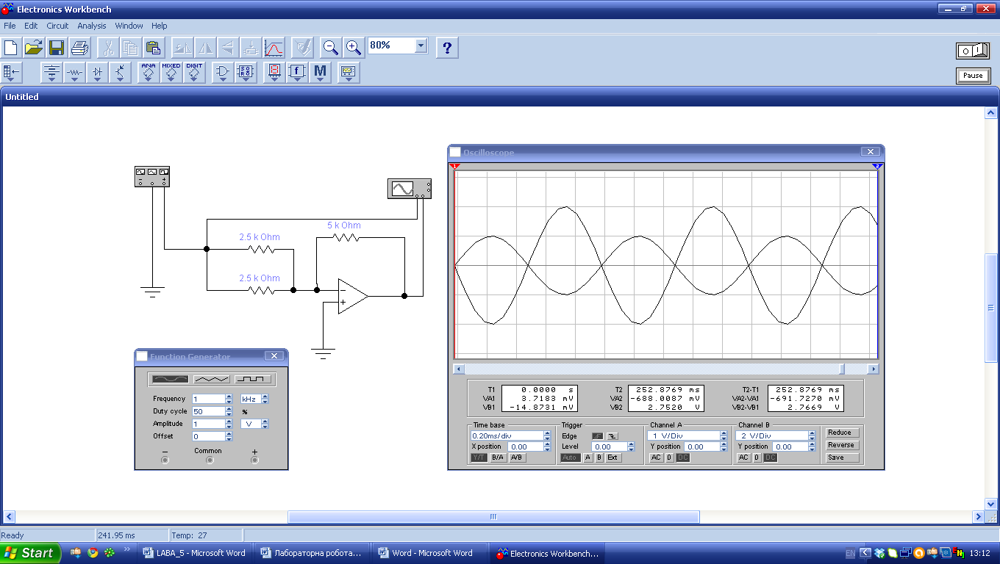 Electronics Workbench
File Edit Circuit Analysis Window Help
80%
?
ANA MIXED DIGIT
f M
Pause
Untitled
Oscilloscope
1 2
5 k Ohm
2.5 k Ohm
2.5 k Ohm
Function Generator
Frequency 1 kHz
Duty cycle 50 %
Amplitude 1 V
Offset 0
Common
T1 0.0000 s T2 252.8769 ms T2-T1 252.8769 ms
VA1 3.7183 mV VA2 -688.0087 mV VA2-VA1 -691.7270 mV
VB1 -14.8731 mV VB2 2.7520 V VB2-VB1 2.7669 V
Time base Trigger Channel A Channel B
0.20ms/div Edge 1 V/Div 2 V/Div Reduce
X position 0.00 Level 0.00 Y position 0.00 Y position 0.00 Reverse
Y/T B/A A/B Auto A B Ext AC 0 DC AC 0 DC Save
Ready 241.95 ms Temp: 27
Start LABA_5 - Microsoft Word Лабораторна робота... Word - Microsoft Word Electronics Workbenc... EN 13:12